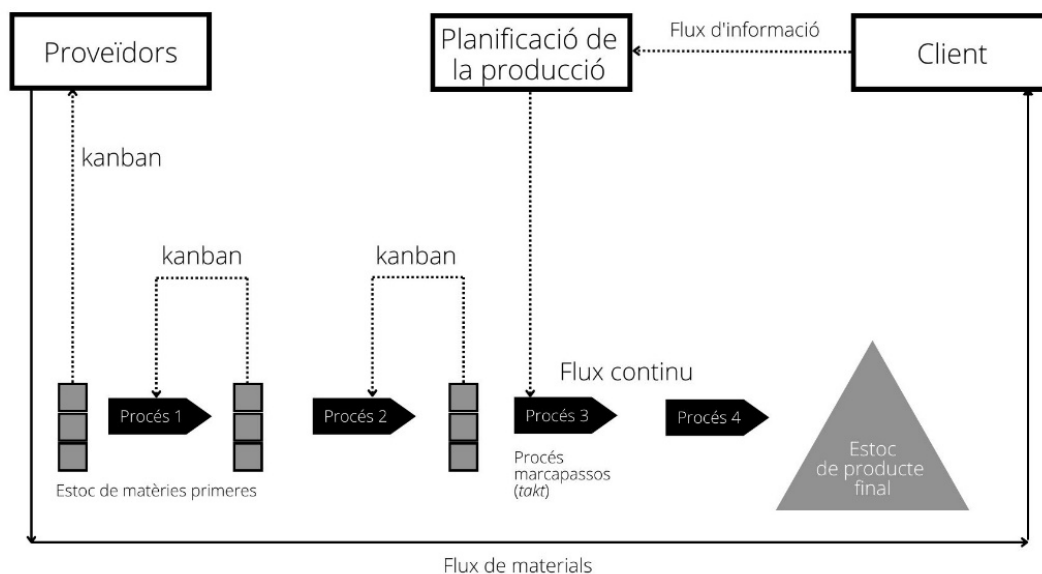 Proveïdors
Planificació de
la producció
Flux d'informació
Client
kanban
kanban
kanban
Flux continu
Procés 1
Procés 2
Procés 3
Procés 4
Estoc de matèries primeres
Procés
marcapassos
(takt)
Estoc
de producte
final
Flux de materials